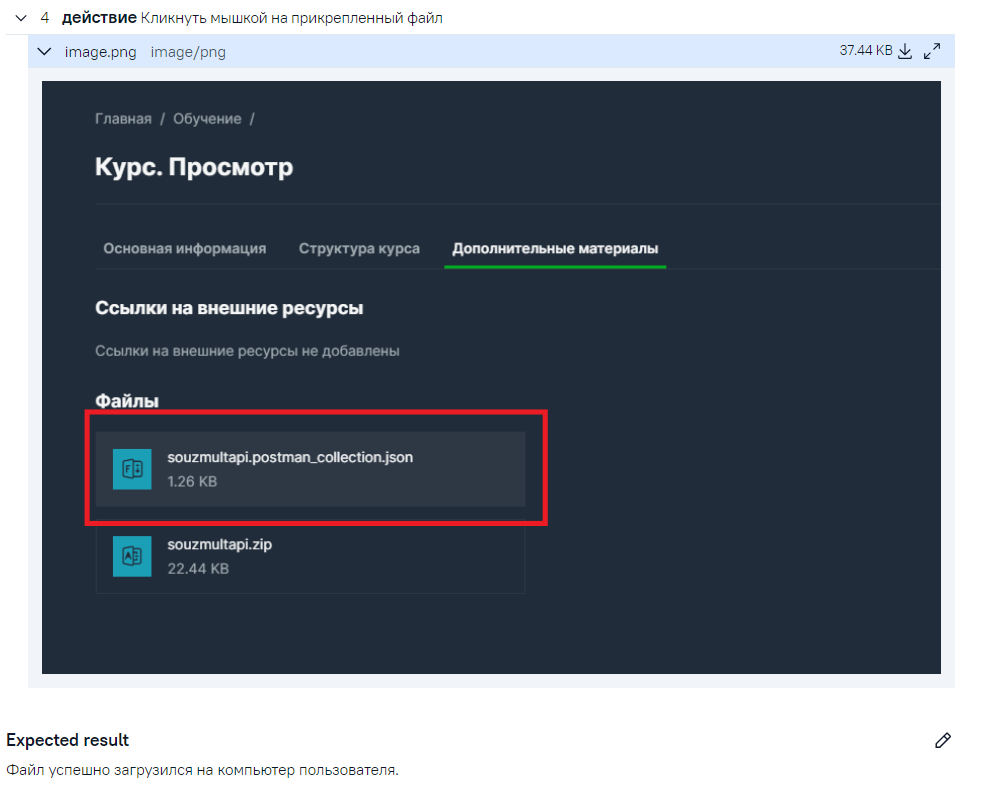 4 действие Кликнуть мышкой на прикрепленный файл
image.png image/png 37.44 KB
Главная / Обучение /
Курс. Просмотр
Основная информация Структура курса Дополнительные материалы
Ссылки на внешние ресурсы
Ссылки на внешние ресурсы не добавлены
Файлы
souzmultapi.postman_collection.json
1.26 KB
souzmultapi.zip
22.44 KB
Expected result
Файл успешно загрузился на компьютер пользователя.